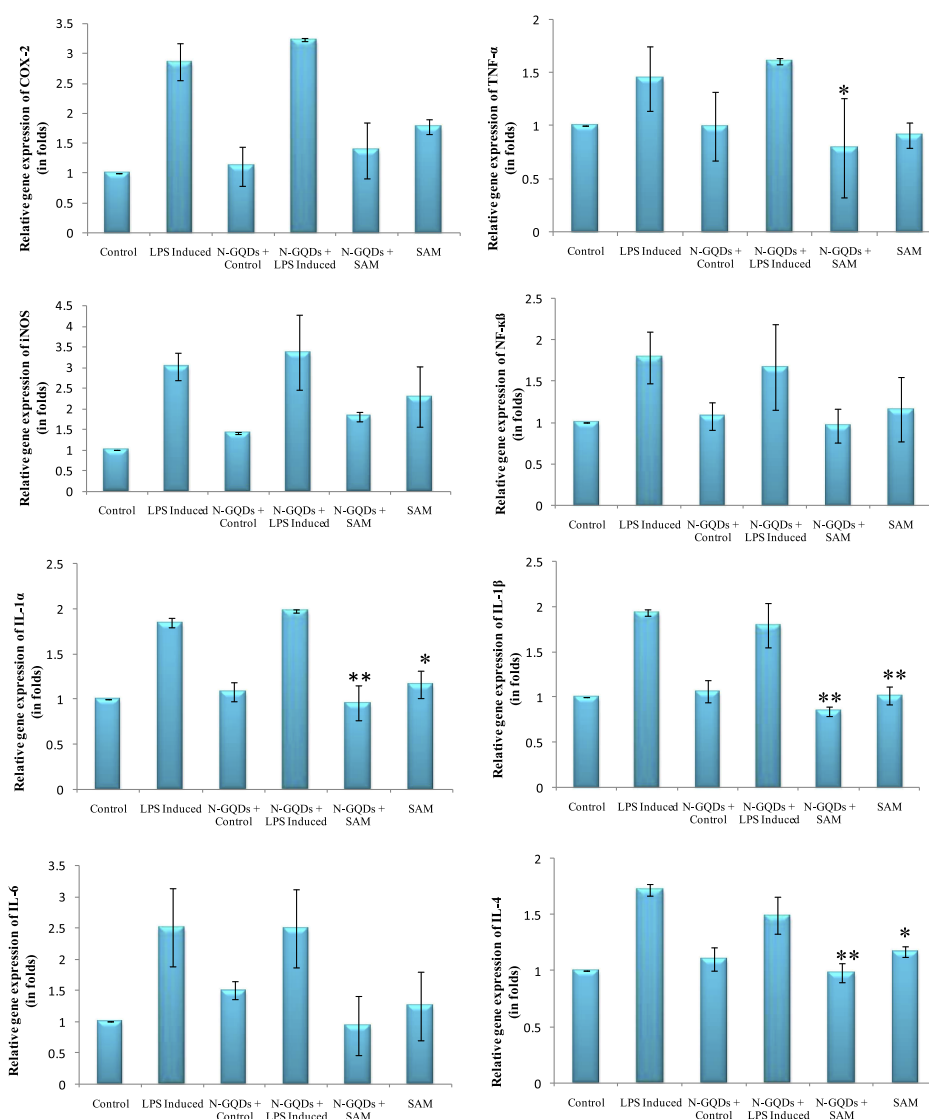 Relative gene expression of COX-2
(in folds)
3.5
3
2.5
2
1.5
1
0.5
0
Control
LPS Induced
N-GQDs +
Control
N-GQDs +
LPS Induced
N-GQDs +
SAM
SAM
Relative gene expression of TNF-α
(in folds)
2
1.5
1
0.5
0
*
Control
LPS Induced
N-GQDs +
Control
N-GQDs +
LPS Induced
N-GQDs +
SAM
SAM
Relative gene expression of iNOS
(in folds)
4.5
4
3.5
3
2.5
2
1.5
1
0.5
0
Control
LPS Induced
N-GQDs +
Control
N-GQDs +
LPS Induced
N-GQDs +
SAM
SAM
Relative gene expression of NF-κß
(in folds)
2.5
2
1.5
1
0.5
0
Control
LPS Induced
N-GQDs +
Control
N-GQDs +
LPS Induced
N-GQDs +
SAM
SAM
Relative gene expression of IL-1α
(in folds)
2.5
2
1.5
1
0.5
0
**
*
Control
LPS Induced
N-GQDs +
Control
N-GQDs +
LPS Induced
N-GQDs +
SAM
SAM
Relative gene expression of IL-1β
(in folds)
2.5
2
1.5
1
0.5
0
**
**
Control
LPS Induced
N-GQDs +
Control
N-GQDs +
LPS Induced
N-GQDs +
SAM
SAM
Relative gene expression of IL-6
(in folds)
3.5
3
2.5
2
1.5
1
0.5
0
Control
LPS Induced
N-GQDs +
Control
N-GQDs +
LPS Induced
N-GQDs +
SAM
SAM
Relative gene expression of IL-4
(in folds)
2
1.5
1
0.5
0
**
*
Control
LPS Induced
N-GQDs +
Control
N-GQDs +
LPS Induced
N-GQDs +
SAM
SAM